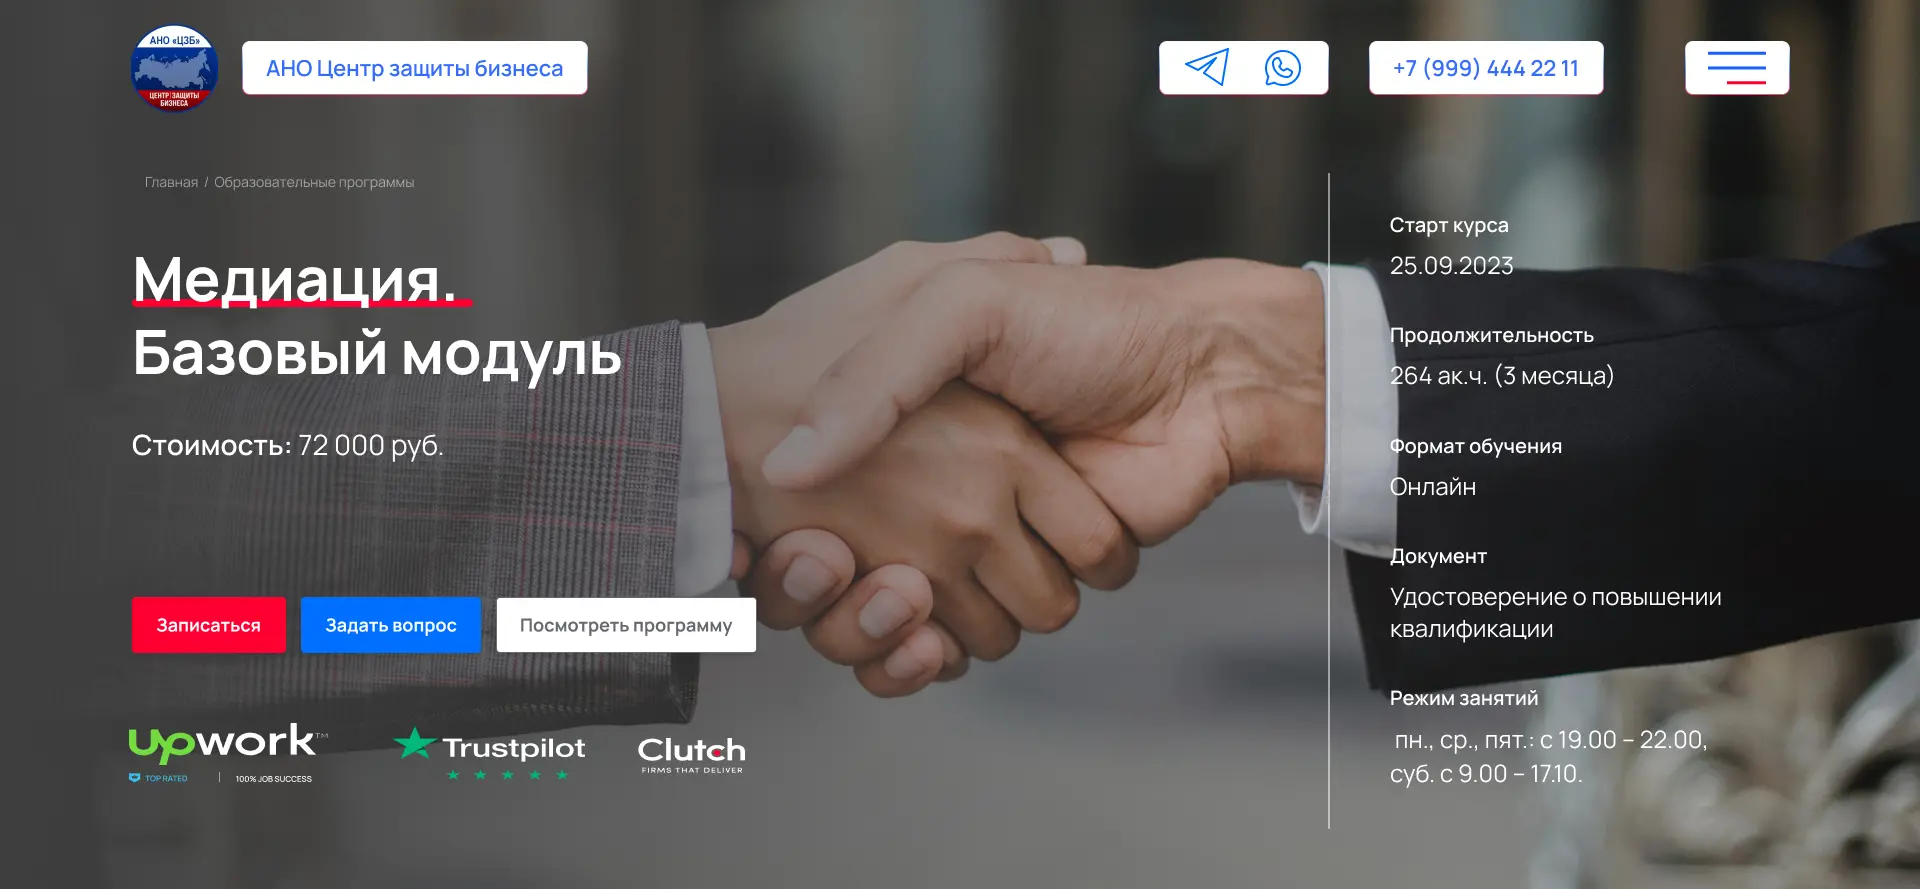 АНО «ЦЗБ»
ЦЕНТР ЗАЩИТЫ
БИЗНЕСА
АНО Центр защиты бизнеса
+7 (999) 444 22 11
Главная / Образовательные программы
Медиация.
Базовый модуль
Стоимость: 72 000 руб.
Записаться
Задать вопрос
Посмотреть программу
upwork™
TOP RATED | 100% JOB SUCCESS
Trustpilot
Clutch
FIRMS THAT DELIVER
Старт курса
25.09.2023
Продолжительность
264 ак.ч. (3 месяца)
Формат обучения
Онлайн
Документ
Удостоверение о повышении
квалификации
Режим занятий
пн., ср., пят.: с 19.00 – 22.00,
суб. с 9.00 – 17.10.